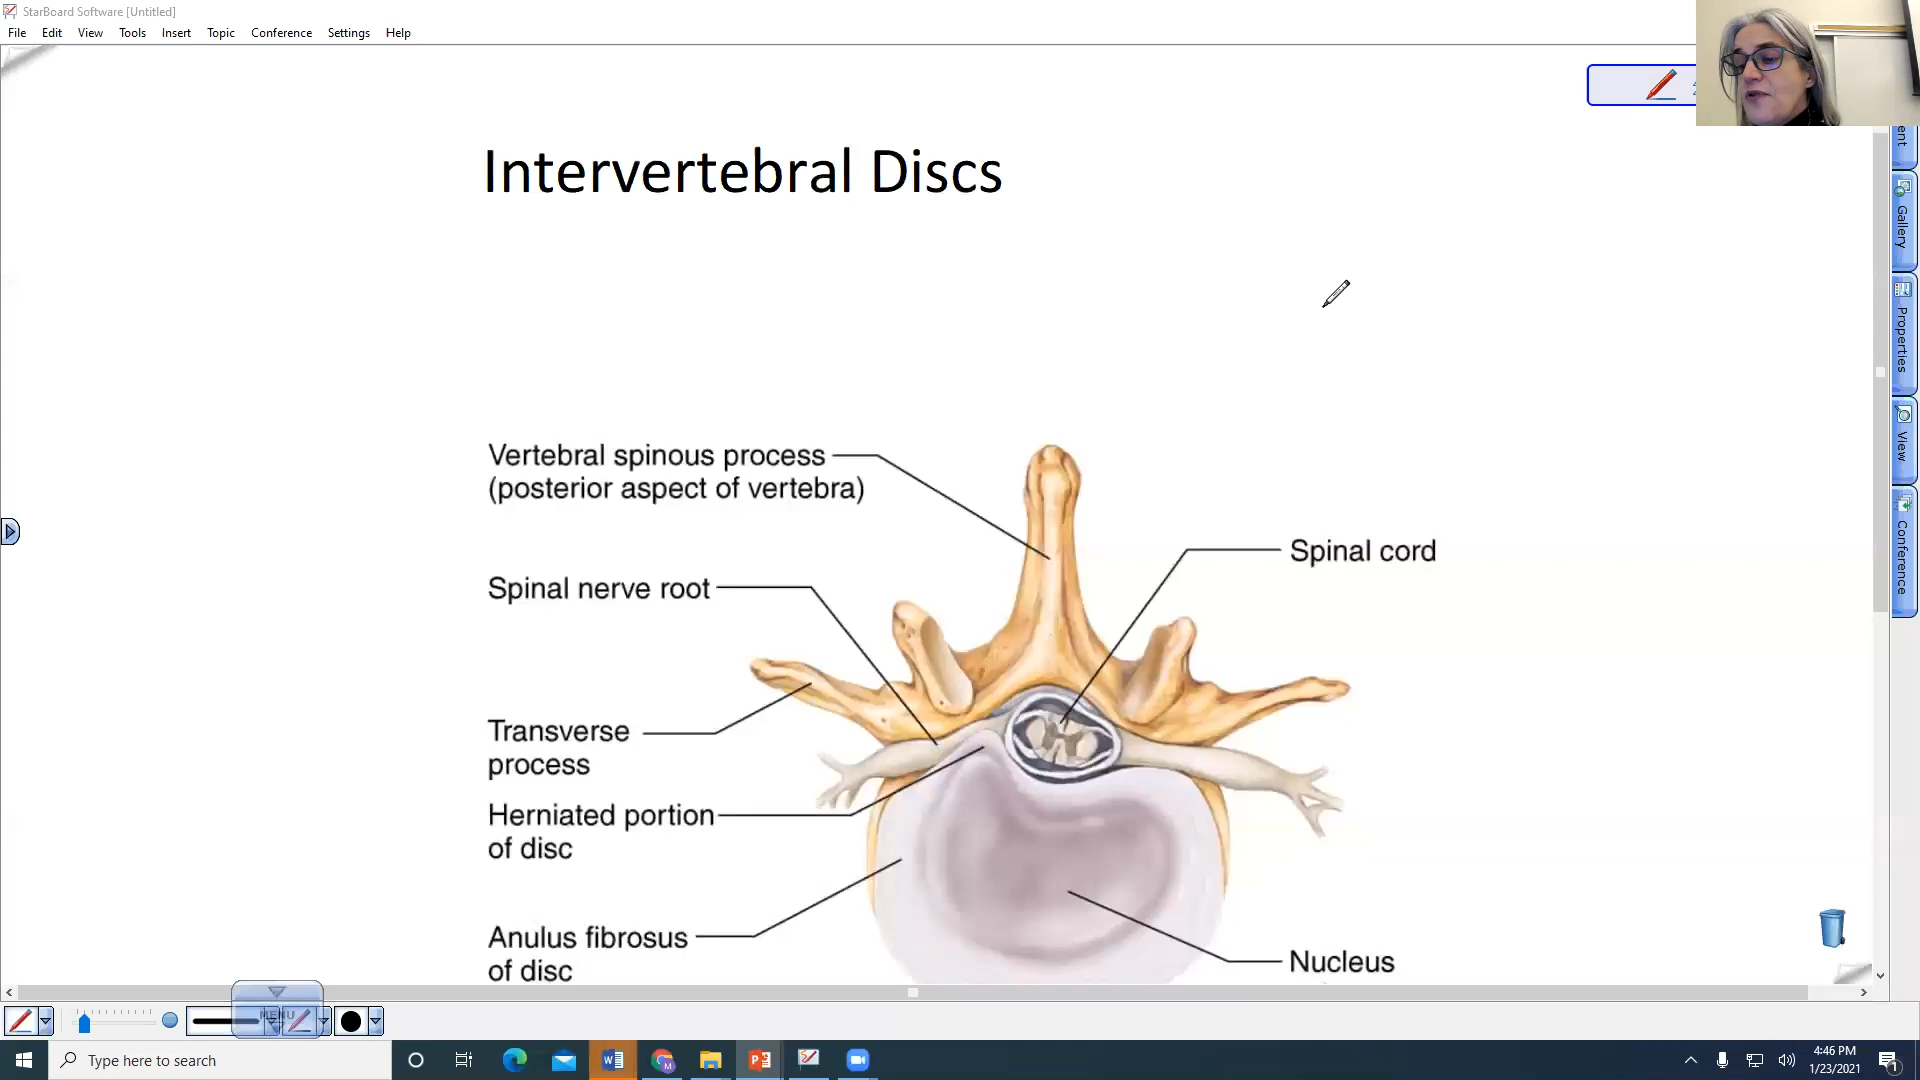 StarBoard Software [Untitled]
File Edit View Tools Insert Topic Conference Settings Help
Intervertebral Discs
Vertebral spinous process
(posterior aspect of vertebra)
Spinal cord
Spinal nerve root
Transverse
process
Herniated portion
of disc
Anulus fibrosus
of disc
Nucleus
Gallery
Properties
View
Conference
MENU
Type here to search
4:46 PM
1/23/2021